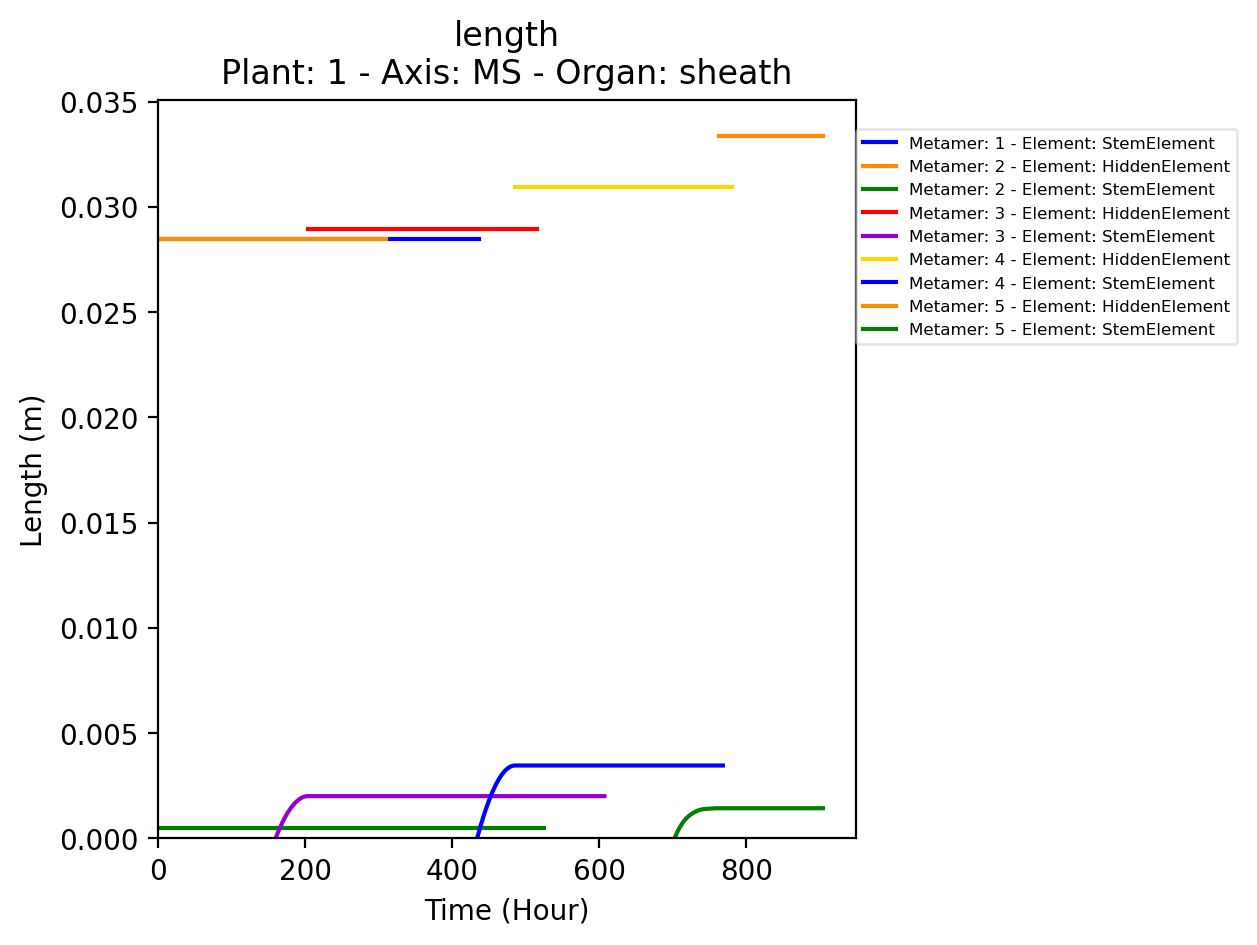 length
Plant: 1 - Axis: MS - Organ: sheath
0.035
0.030
0.025
0.020
0.015
0.010
0.005
0.000
Length (m)
0 200 400 600 800
Time (Hour)
Metamer: 1 - Element: StemElement
Metamer: 2 - Element: HiddenElement
Metamer: 2 - Element: StemElement
Metamer: 3 - Element: HiddenElement
Metamer: 3 - Element: StemElement
Metamer: 4 - Element: HiddenElement
Metamer: 4 - Element: StemElement
Metamer: 5 - Element: HiddenElement
Metamer: 5 - Element: StemElement